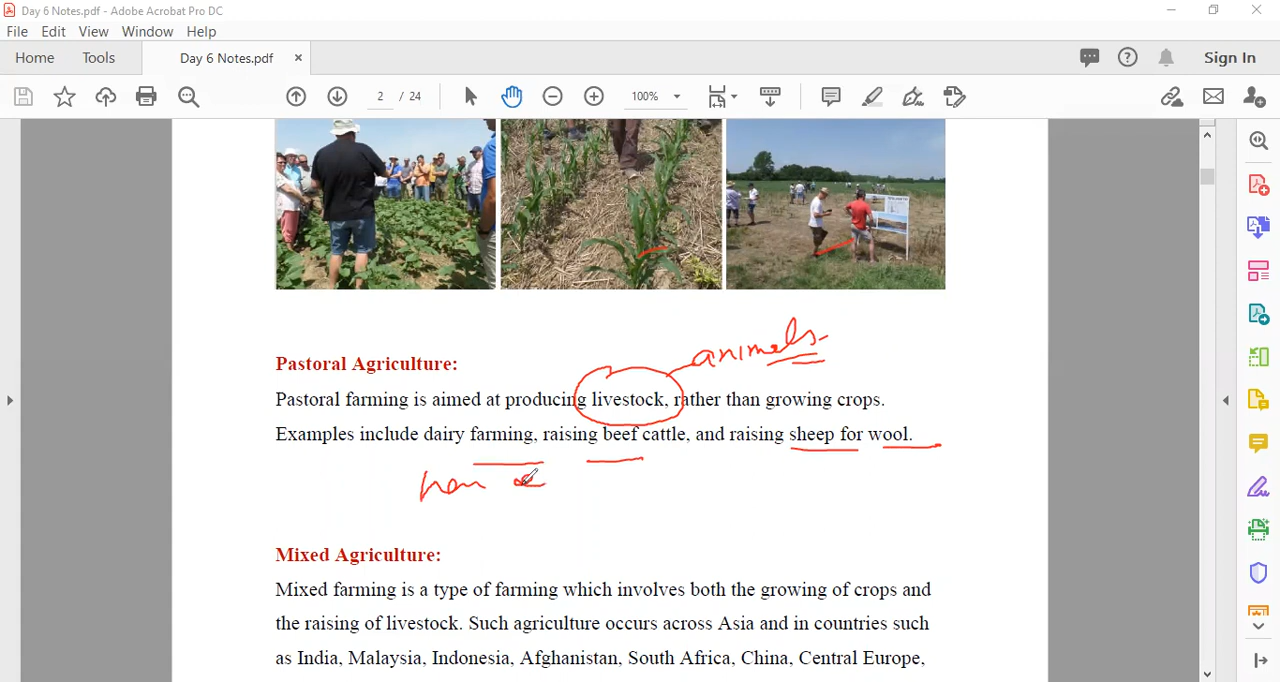 Day 6 Notes.pdf - Adobe Acrobat Pro DC
File Edit View Window Help
Home Tools Day 6 Notes.pdf × Sign In
2 / 24 100%
animals
Pastoral Agriculture:
Pastoral farming is aimed at producing livestock, rather than growing crops.
Examples include dairy farming, raising beef cattle, and raising sheep for wool.
Mixed Agriculture:
Mixed farming is a type of farming which involves both the growing of crops and
the raising of livestock. Such agriculture occurs across Asia and in countries such
as India, Malaysia, Indonesia, Afghanistan, South Africa, China, Central Europe,